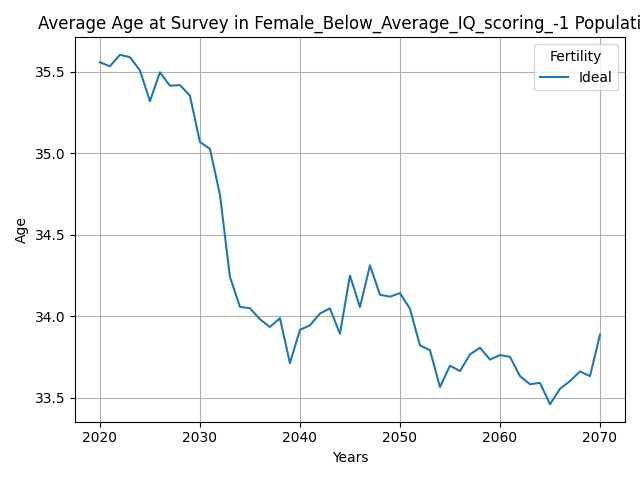 Average Age at Survey in Female_Below_Average_IQ_scoring_-1 Populati
Fertility
Ideal
35.5
35.0
34.5
34.0
33.5
Age
2020 2030 2040 2050 2060 2070
Years